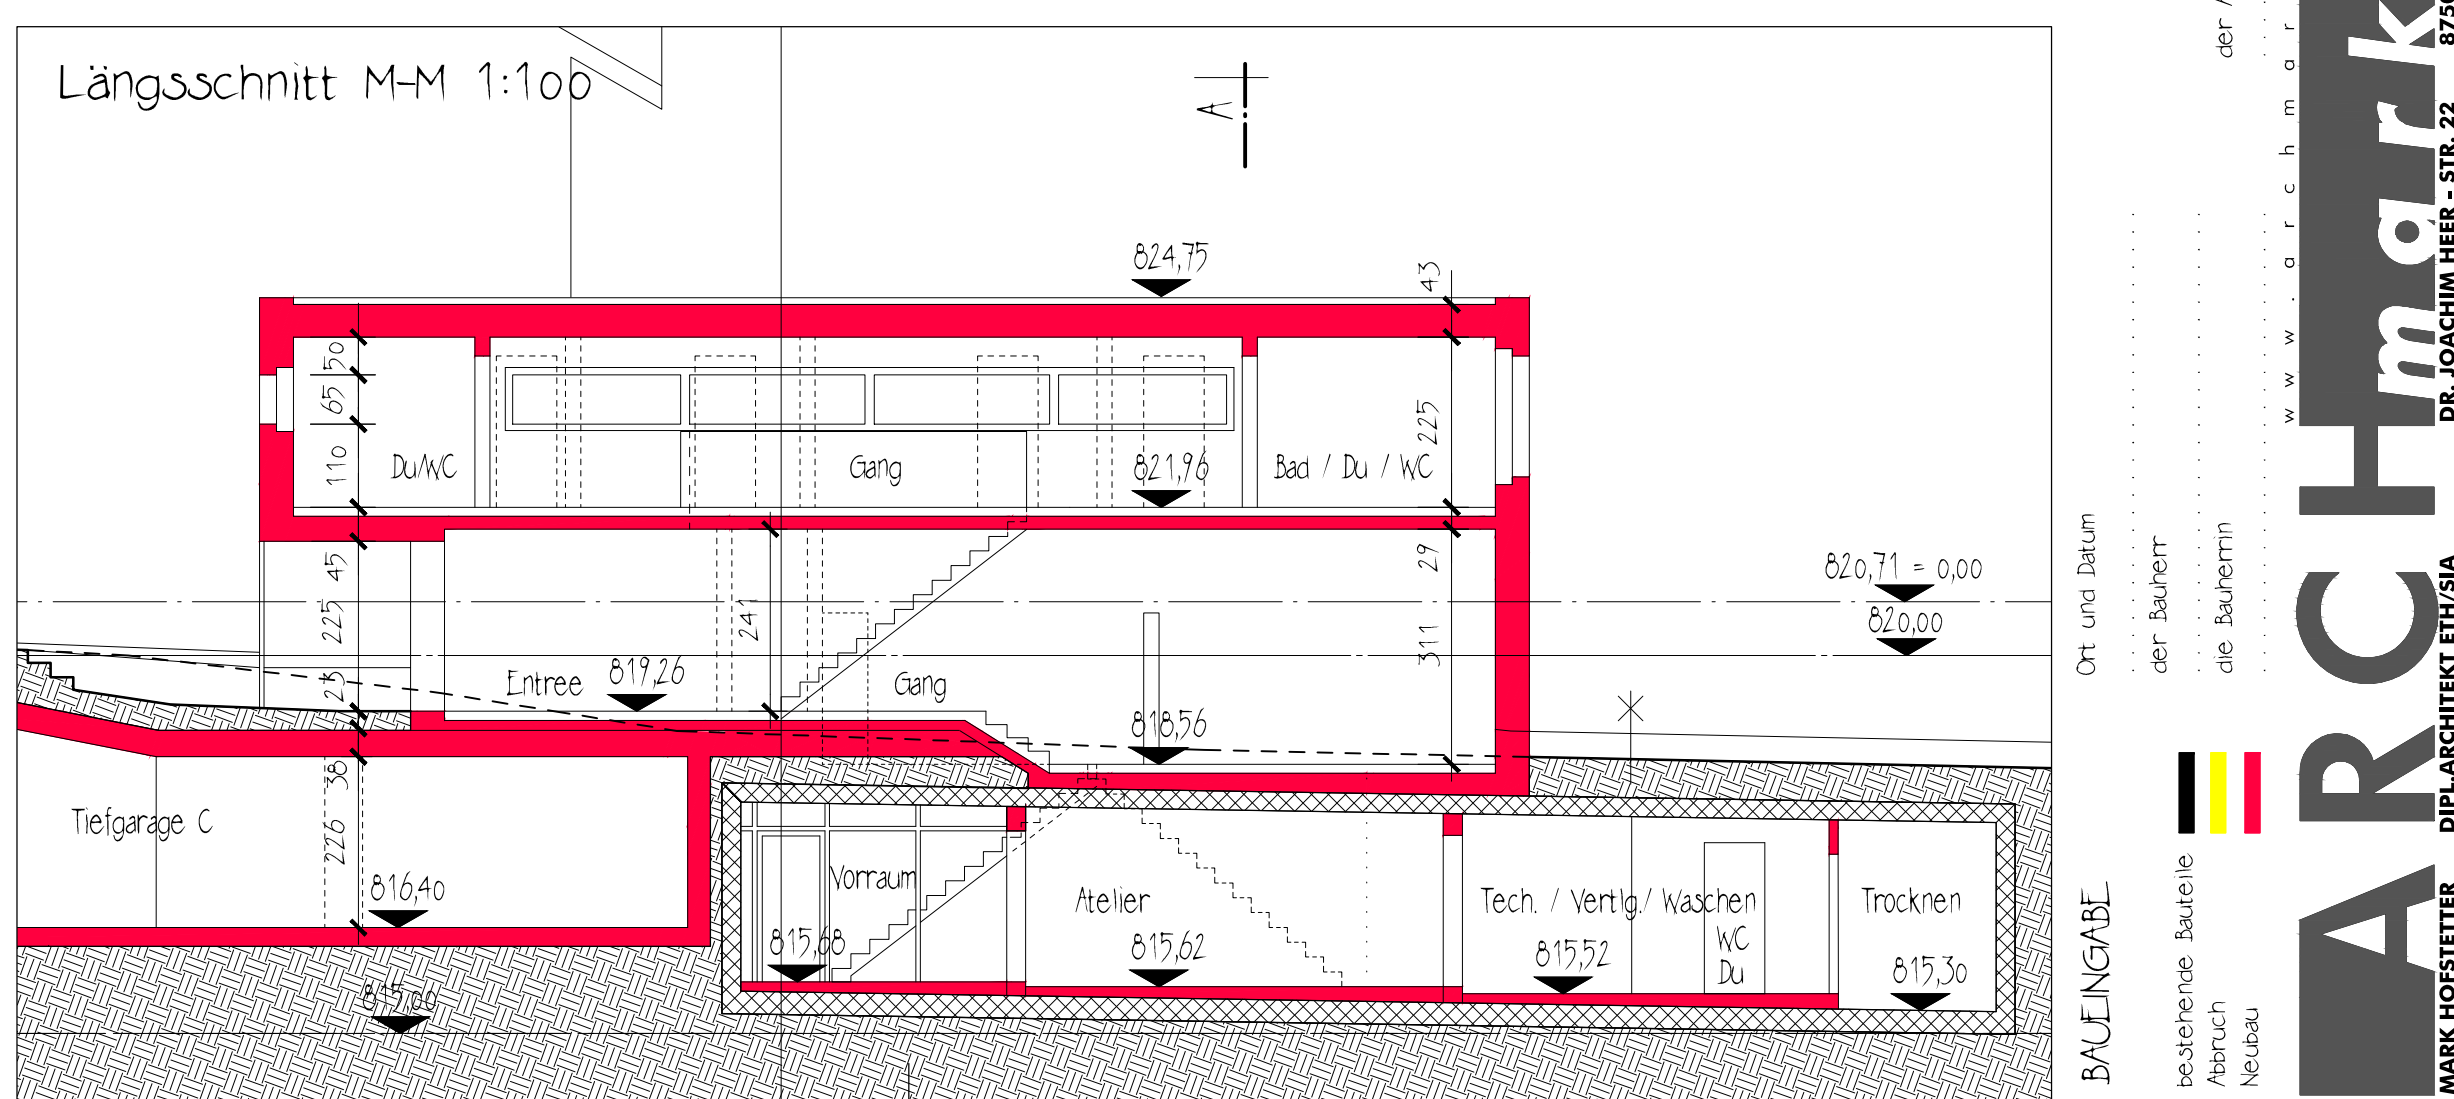 Längsschnitt M-M 1:100
A
824,75
43
50
65
110
45
225
23
38
226
Du/WC
Gang
821,96
Bad / Du / WC
225
29
311
241
820,71 = 0,00
820,00
Entree
819,26
Gang
818,56
Tiefgarage C
816,40
815,00
Vorraum
815,68
Atelier
815,62
Tech. / Vertlg./ Waschen
WC
Du
815,52
Trocknen
815,30
BAUEINGABE
Ort und Datum
der Bauherr
die Bauherrin
bestehende Bauteile
Abbruch
Neubau
www.archmar
ARCHmark
MARK HOFSTETTER DIPL.ARCHITEKT ETH/SIA DR. JOACHIM HEER - STR. 22